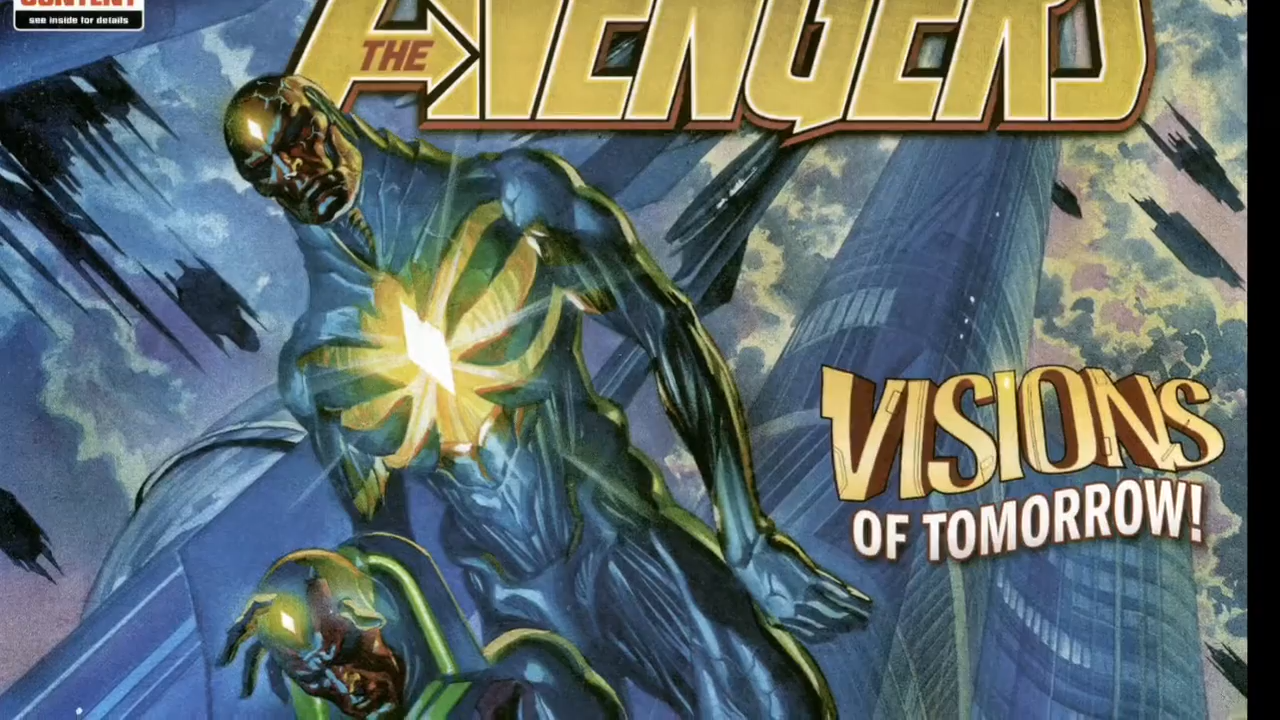 CONTENT
see inside for details
THE AVENGERS
VISIONS
OF TOMORROW!